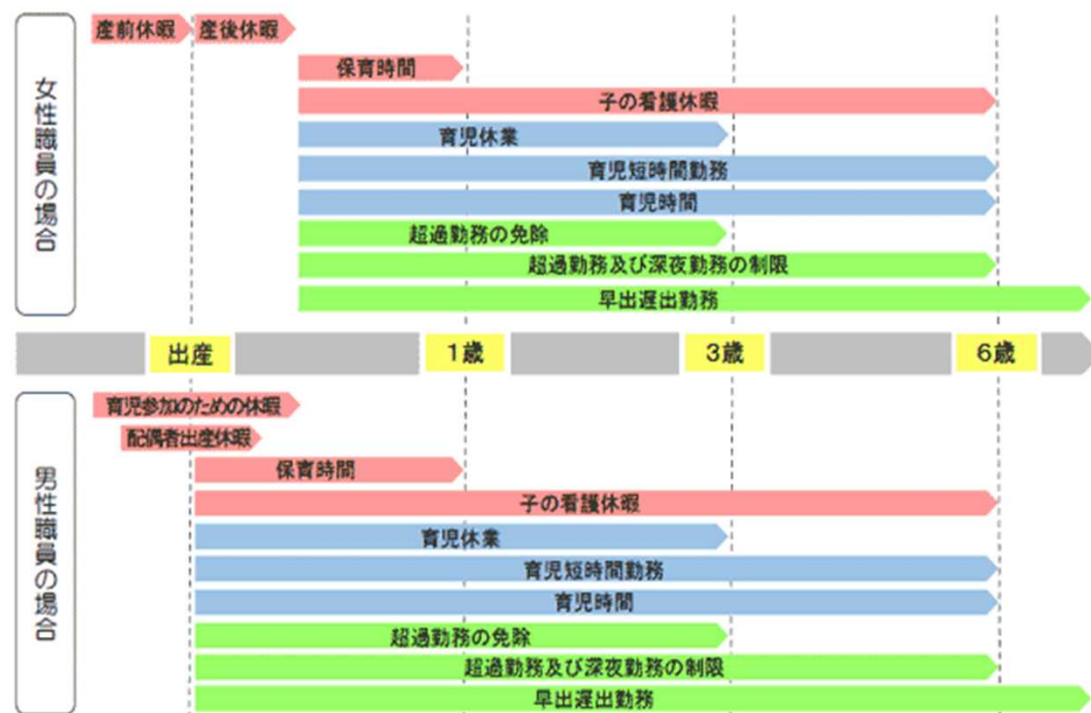 女性職員の場合
産前休暇 産後休暇
保育時間
子の看護休暇
育児休業
育児短時間勤務
育児時間
超過勤務の免除
超過勤務及び深夜勤務の制限
早出遅出勤務
出産 1歳 3歳 6歳
男性職員の場合
育児参加のための休暇
配偶者出産休暇
保育時間
子の看護休暇
育児休業
育児短時間勤務
育児時間
超過勤務の免除
超過勤務及び深夜勤務の制限
早出遅出勤務